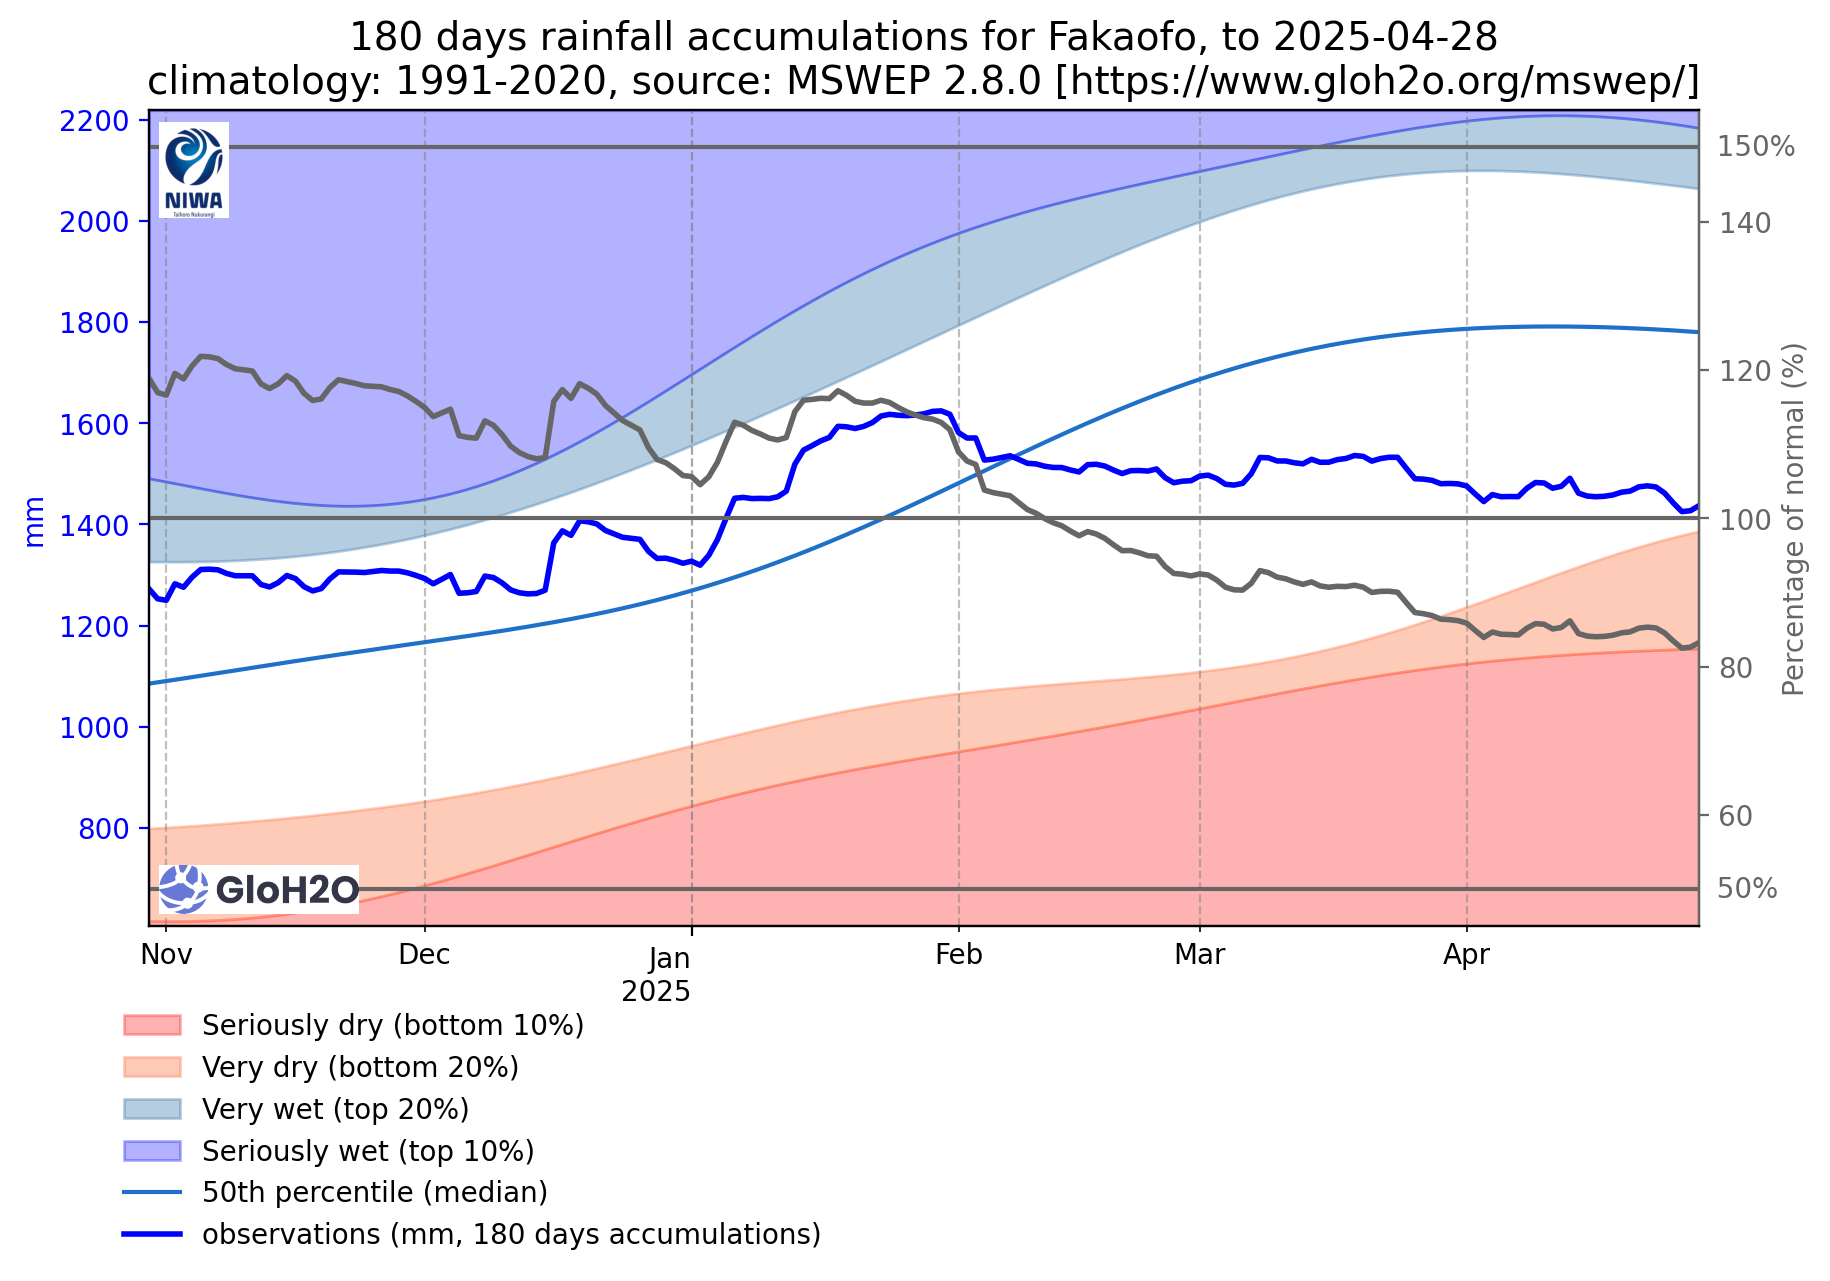 180 days rainfall accumulations for Fakaofo, to 2025-04-28
climatology: 1991-2020, source: MSWEP 2.8.0 [https://www.gloh2o.org/mswep/]
2200
2000
1800
1600
1400
1200
1000
800
mm
NIWA
Taihoro Nukurangi
GloH2O
150%
140
120
100
80
60
50%
Percentage of normal (%)
Nov
Dec
Jan
2025
Feb
Mar
Apr
Seriously dry (bottom 10%)
Very dry (bottom 20%)
Very wet (top 20%)
Seriously wet (top 10%)
50th percentile (median)
observations (mm, 180 days accumulations)